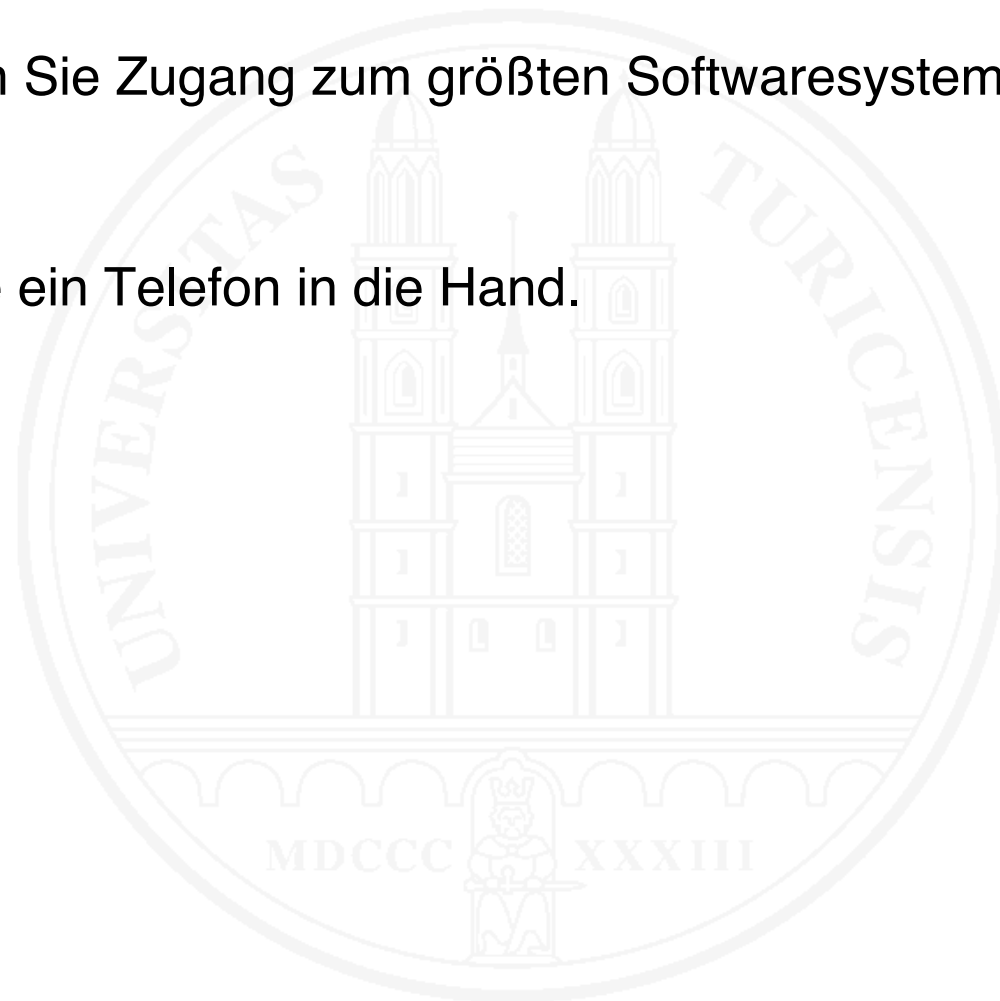 Sie Zugang zum größten Softwaresystem
ein Telefon in die Hand.
UNIVERSITAS TURICENSIS
MDCCC XXXIII